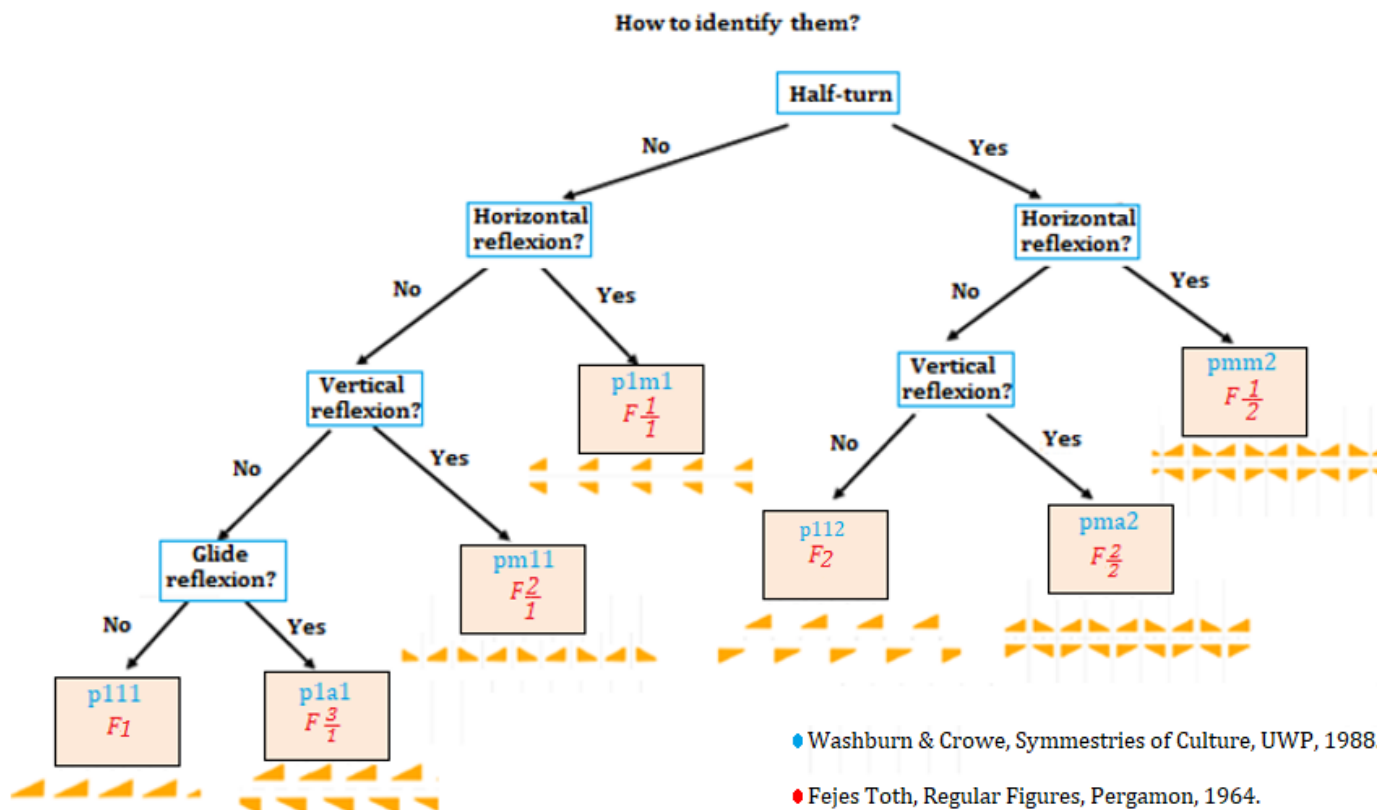 How to identify them?
Half-turn
No
Yes
Horizontal
reflexion?
Horizontal
reflexion?
No
Yes
No
Yes
Vertical
reflexion?
p1m1
F 1/1
Vertical
reflexion?
pmm2
F 1/2
No
Yes
No
Yes
Glide
reflexion?
pm11
F 2/1
p112
F2
pma2
F 2/2
No
Yes
p111
F1
p1a1
F 3/1
Washburn & Crowe, Symmestries of Culture, UWP, 1988.
Fejes Toth, Regular Figures, Pergamon, 1964.